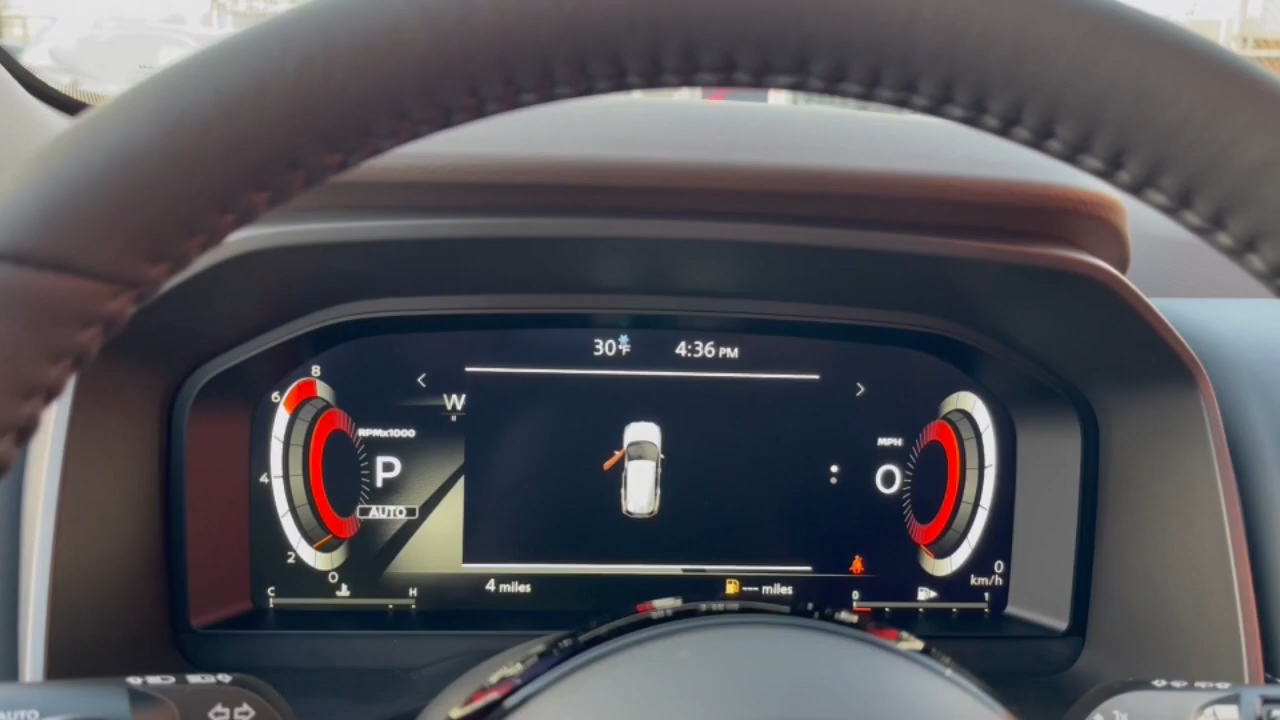 30°F 4:36 PM
8
6
W
RPMx1000
MPH
4
P
0
AUTO
2
0
0
km/h
4 miles
--- miles
C H
0 1
AUTO